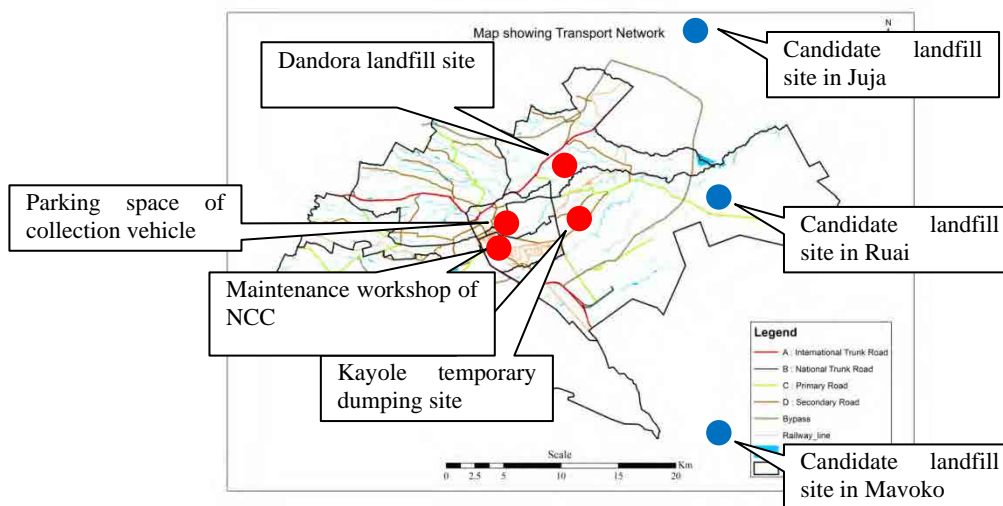 Map showing Transport Network
N
Dandora landfill site
Candidate landfill
site in Juja
Parking space of
collection vehicle
Candidate landfill
site in Ruai
Maintenance workshop of
NCC
Kayole temporary
dumping site
Legend
A : International Trunk Road
B : National Trunk Road
C : Primary Road
D : Secondary Road
Bypass
Railway_line
Scale
Km
0 2.5 5 10 15 20
Candidate landfill
site in Mavoko